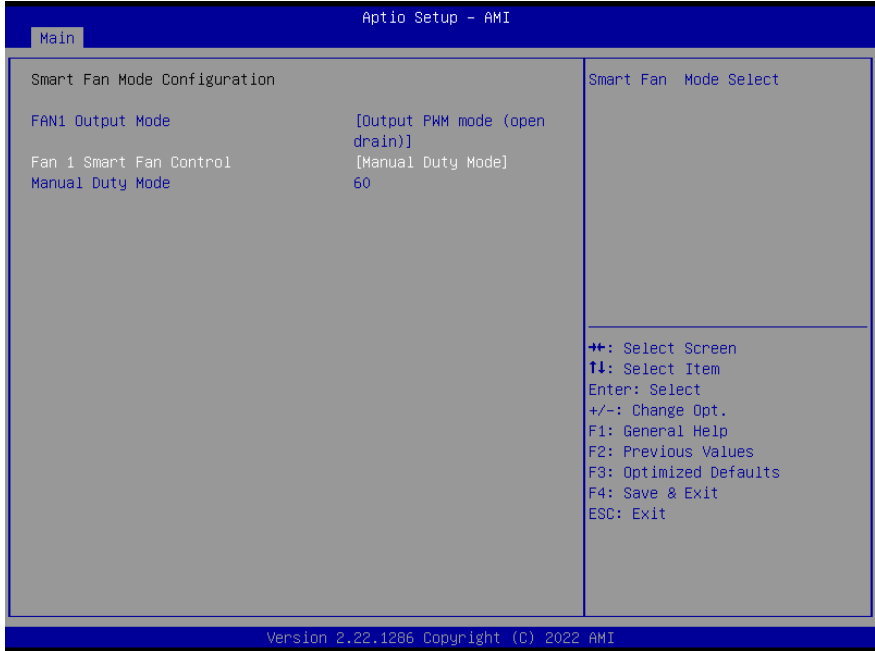 Aptio Setup – AMI
Main
Smart Fan Mode Configuration
FAN1 Output Mode [Output PWM mode (open
drain)]
Fan 1 Smart Fan Control [Manual Duty Mode]
Manual Duty Mode 60
Smart Fan  Mode Select
→←: Select Screen
↑↓: Select Item
Enter: Select
+/-: Change Opt.
F1: General Help
F2: Previous Values
F3: Optimized Defaults
F4: Save & Exit
ESC: Exit
Version 2.22.1286 Copyright (C) 2022 AMI